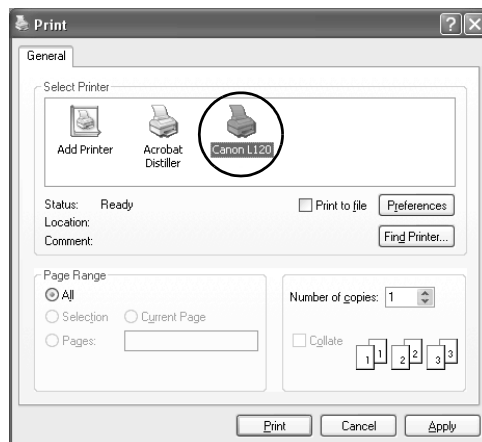 Print
General
Select Printer
Add Printer
Acrobat Distiller
Canon L120
Status: Ready
Location:
Comment:
Print to file
Preferences
Find Printer...
Page Range
All
Selection
Current Page
Pages:
Number of copies: 1
Collate
1 1 2 2 3 3
Print Cancel Apply